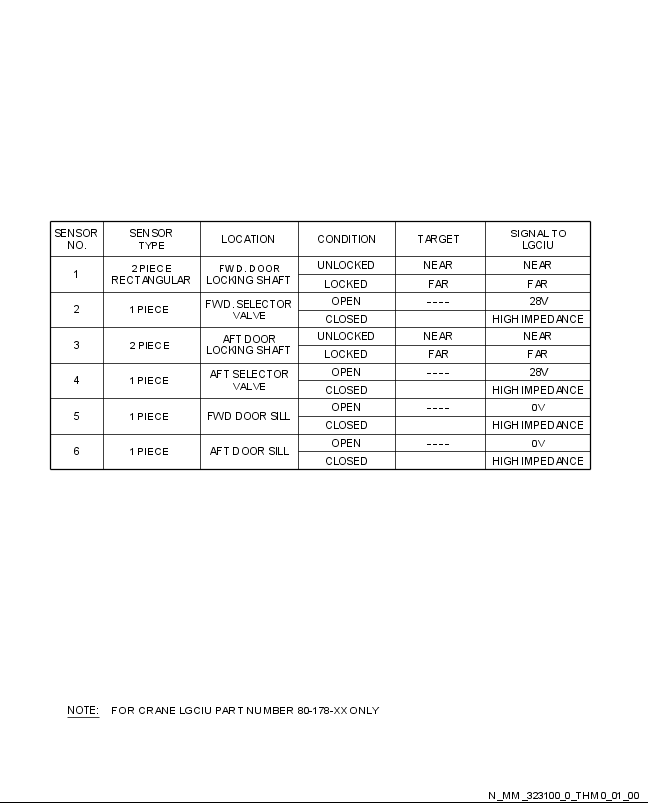 SENSOR NO. SENSOR TYPE LOCATION CONDITION TARGET SIGNAL TO LGCIU
1 2 PIECE RECTANGULAR FWD. DOOR LOCKING SHAFT UNLOCKED NEAR NEAR
LOCKED FAR FAR
2 1 PIECE FWD. SELECTOR VALVE OPEN ---- 28V
CLOSED HIGH IMPEDANCE
3 2 PIECE AFT DOOR LOCKING SHAFT UNLOCKED NEAR NEAR
LOCKED FAR FAR
4 1 PIECE AFT SELECTOR VALVE OPEN ---- 28V
CLOSED HIGH IMPEDANCE
5 1 PIECE FWD DOOR SILL OPEN ---- 0V
CLOSED HIGH IMPEDANCE
6 1 PIECE AFT DOOR SILL OPEN ---- 0V
CLOSED HIGH IMPEDANCE
NOTE: FOR CRANE LGCIU PART NUMBER 80-178-XX ONLY
N_MM_323100_0_THM0_01_00